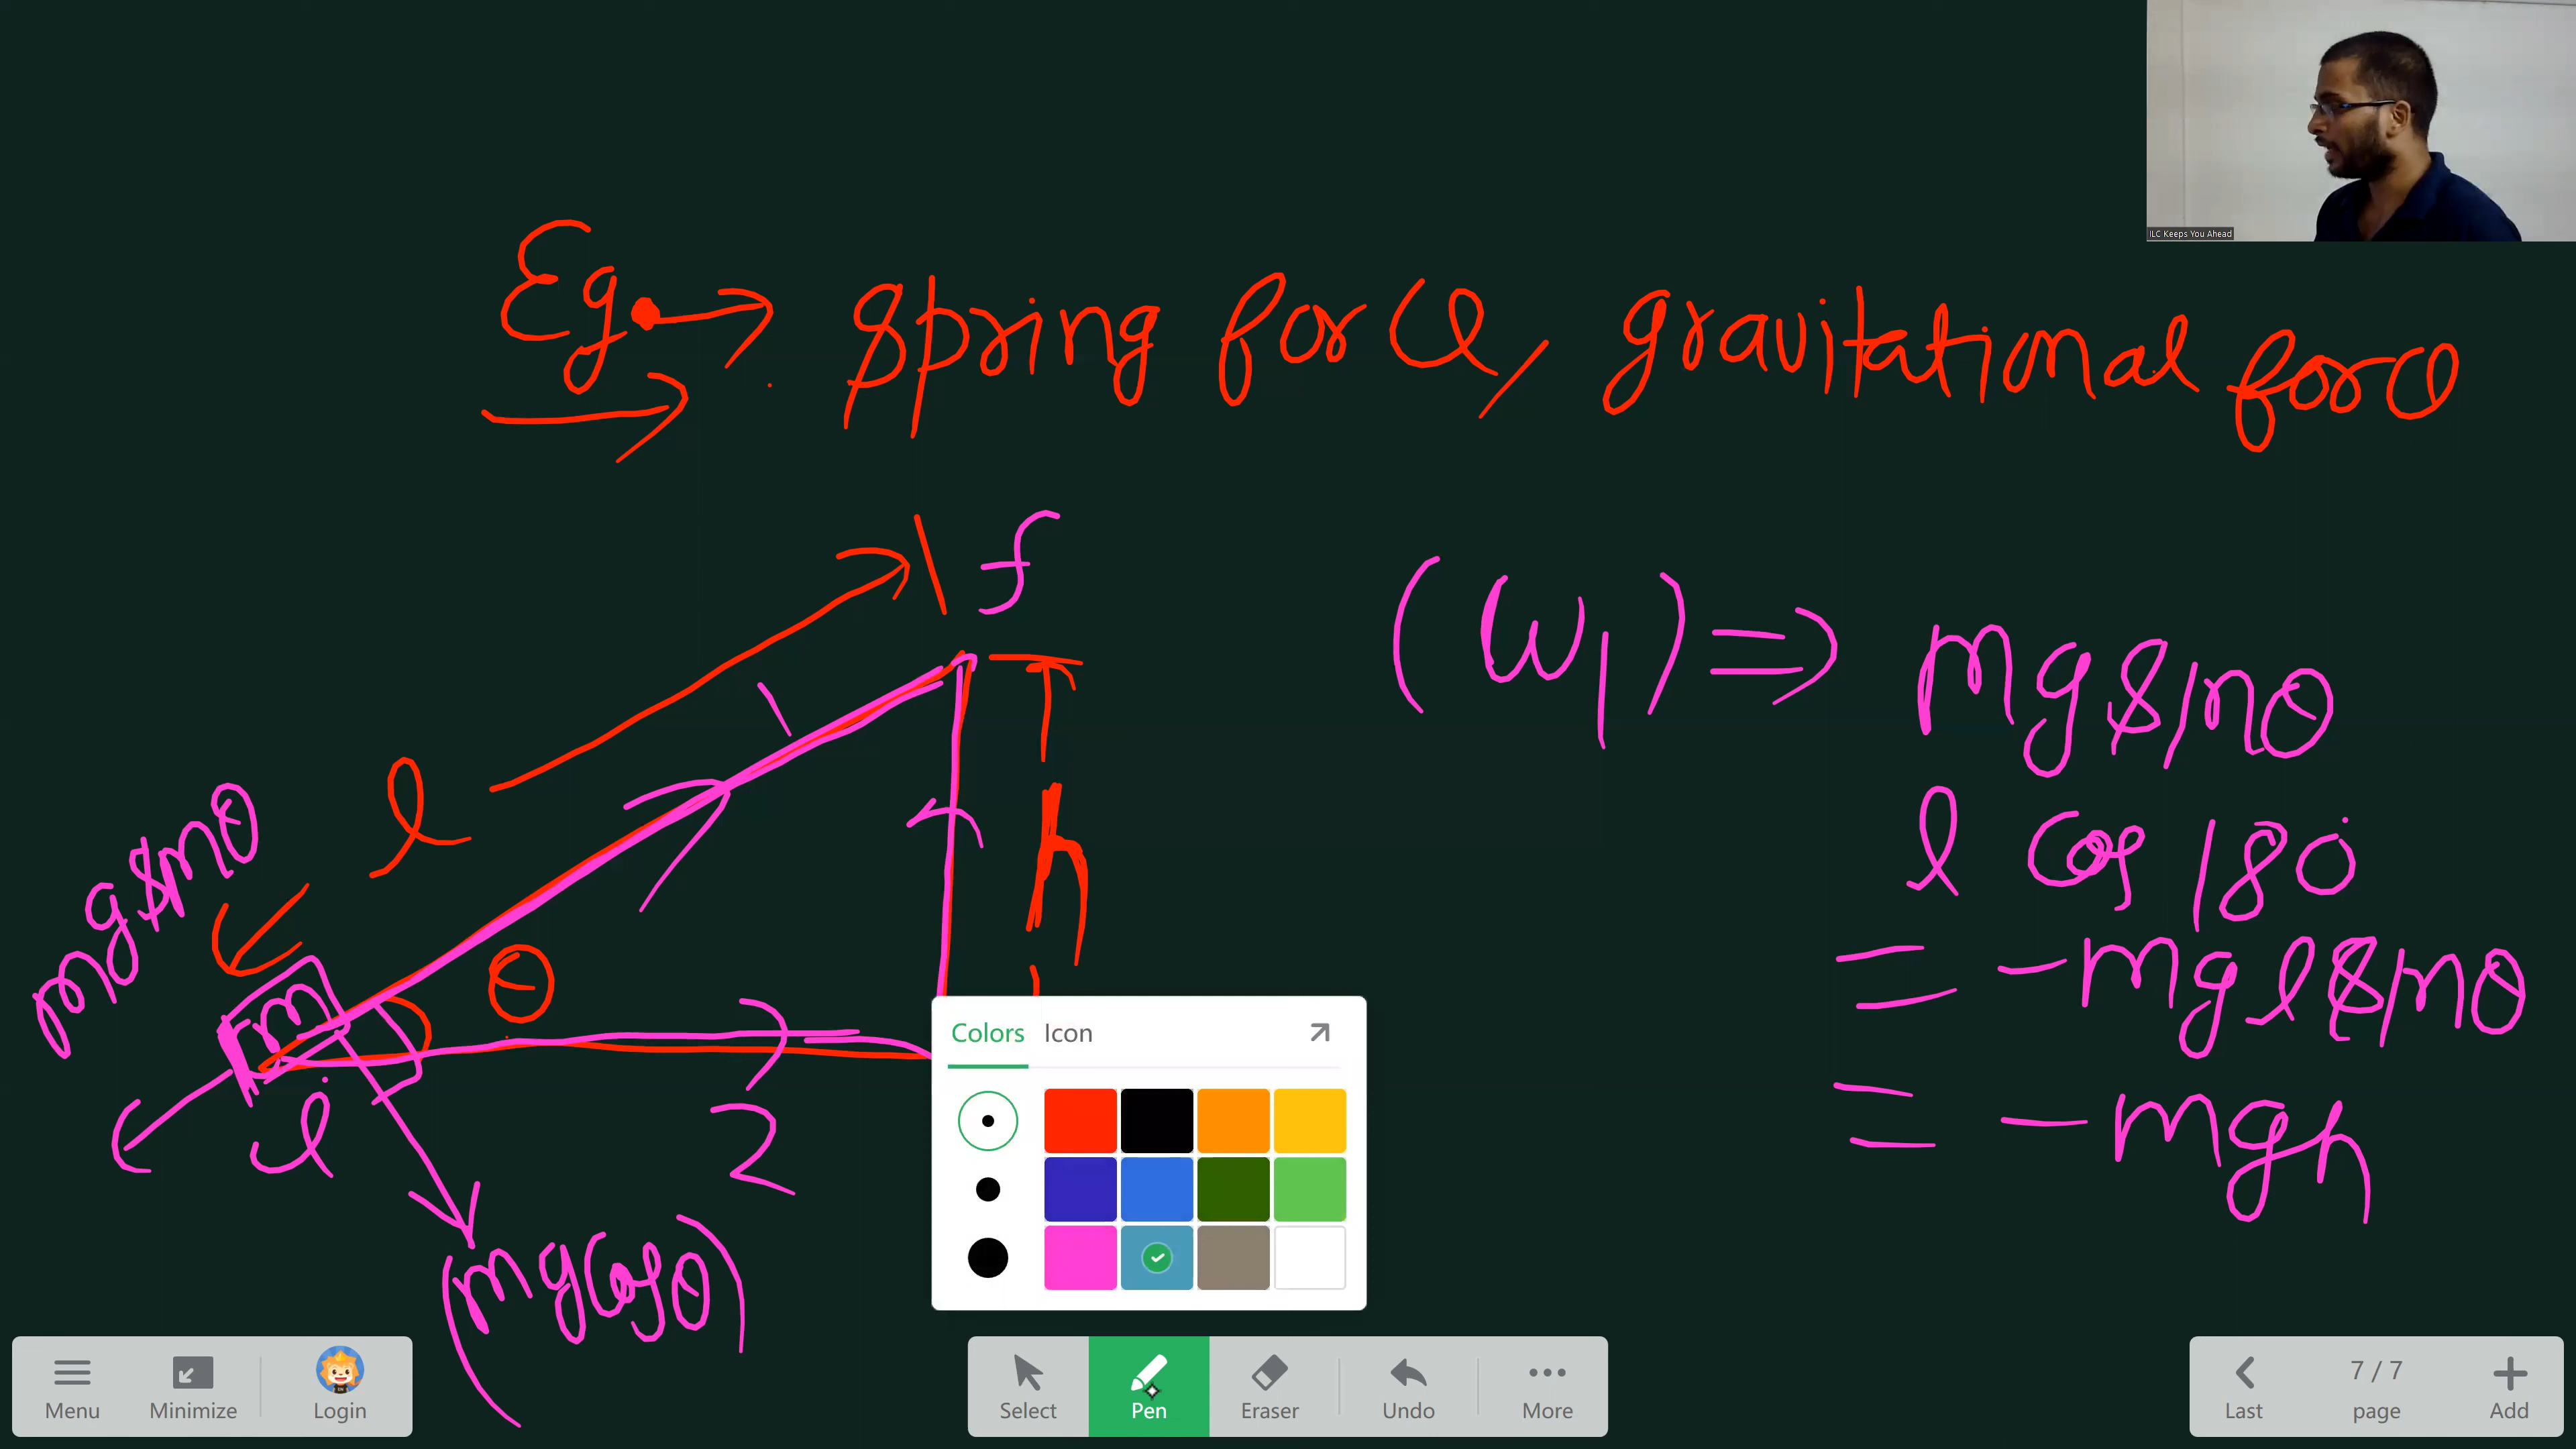 ILC Keeps You Ahead
Eg. → spring force, gravitational force
f
(W1) ⇒ mg sinθ
1
l cos 180°
l
h
mg sinθ
θ
= -mg l sinθ
m
i
2
= -mgh
(mg cosθ)
Colors Icon
Menu
Minimize
Login
Select
Pen
Eraser
Undo
More
Last
7 / 7
page
Add